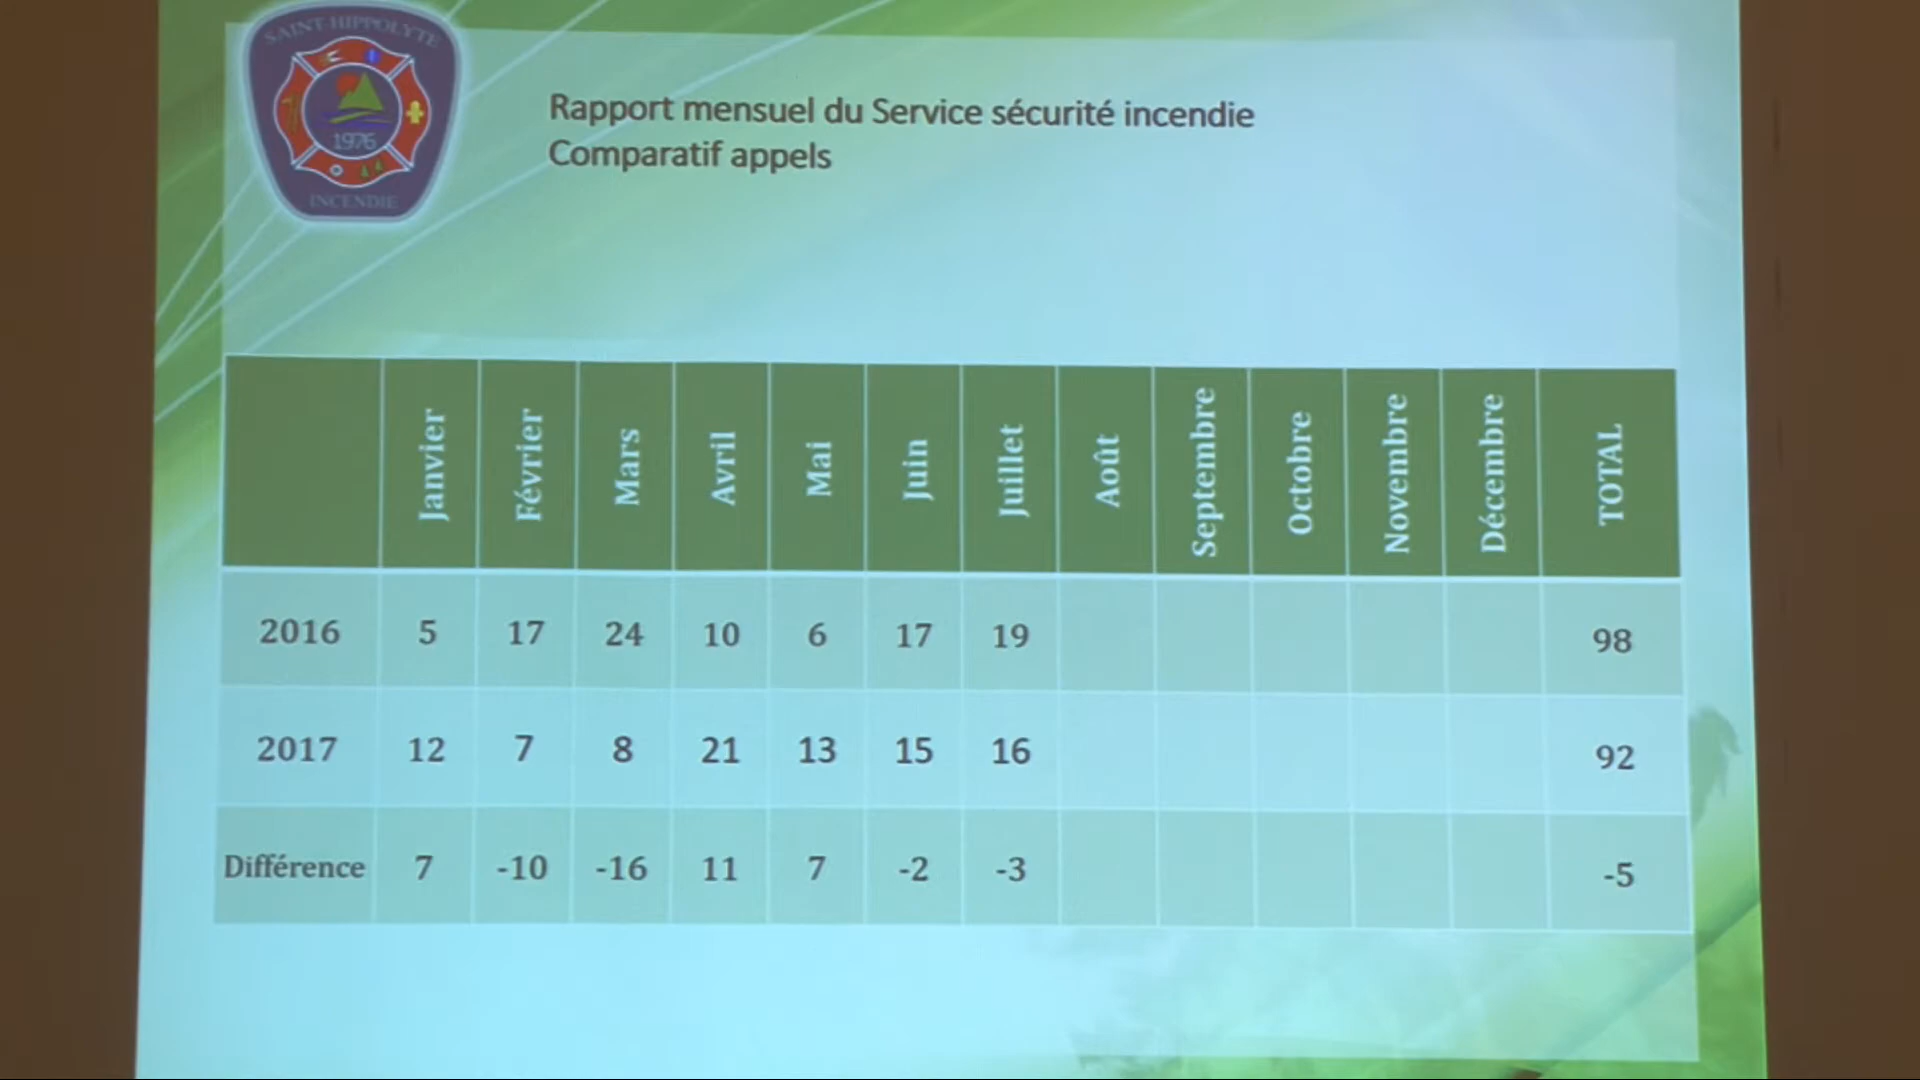 SAINT-HIPPOLYTE
1976
INCENDIE
Rapport mensuel du Service sécurité incendie
Comparatif appels
Janvier Février Mars Avril Mai Juin Juillet Août Septembre Octobre Novembre Décembre TOTAL
2016 5 17 24 10 6 17 19 98
2017 12 7 8 21 13 15 16 92
Différence 7 -10 -16 11 7 -2 -3 -5